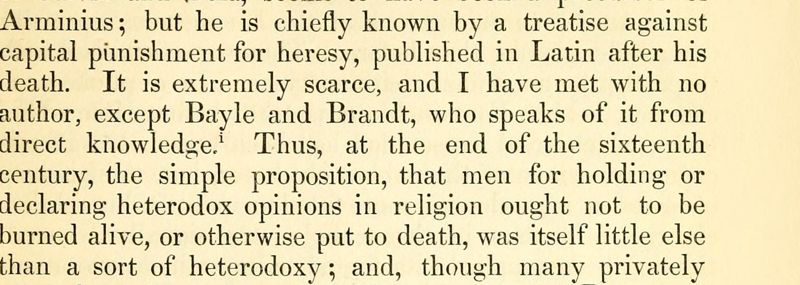 Arminius; but he is chiefly known by a treatise against
capital punishment for heresy, published in Latin after his
death. It is extremely scarce, and I have met with no
author, except Bayle and Brandt, who speaks of it from
direct knowledge.¹ Thus, at the end of the sixteenth
century, the simple proposition, that men for holding or
declaring heterodox opinions in religion ought not to be
burned alive, or otherwise put to death, was itself little else
than a sort of heterodoxy; and, though many privately